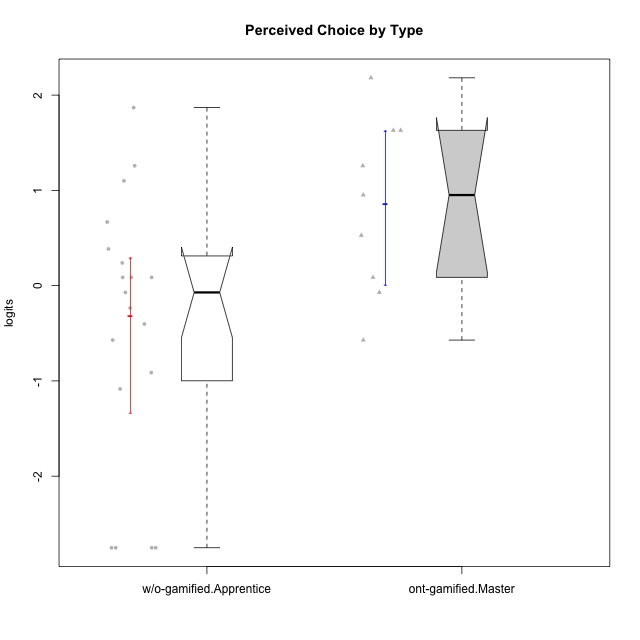 Perceived Choice by Type
2
1
0
-1
-2
logits
w/o-gamified.Apprentice
ont-gamified.Master